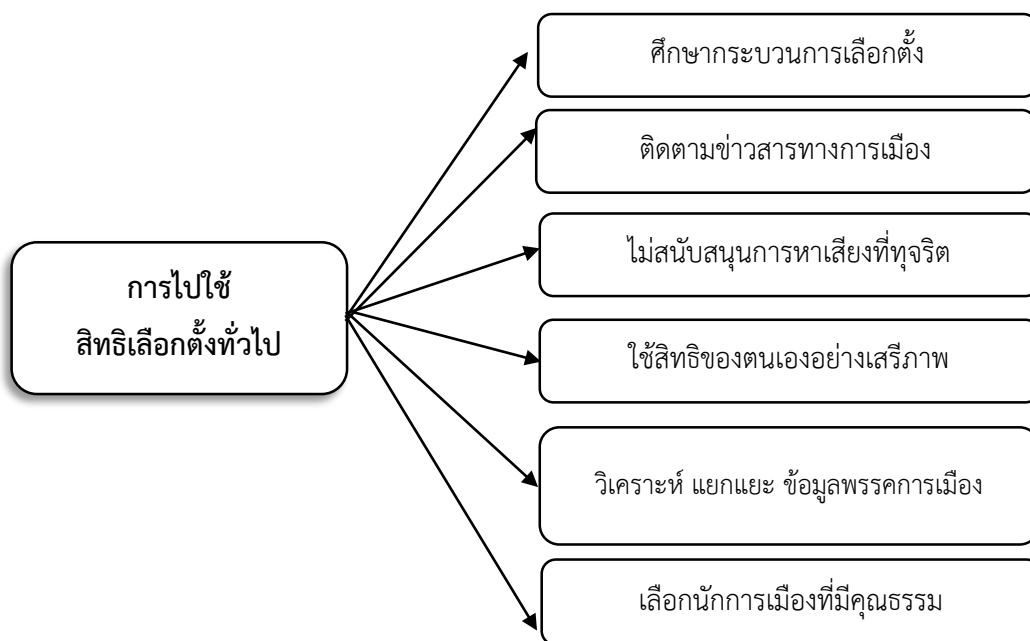 ศึกษากระบวนการเลือกตั้ง
ติดตามข่าวสารทางการเมือง
ไม่สนับสนุนการหาเสียงที่ทุจริต
การไปใช้
สิทธิเลือกตั้งทั่วไป
ใช้สิทธิของตนเองอย่างเสรีภาพ
วิเคราะห์ แยกแยะ ข้อมูลพรรคการเมือง
เลือกนักการเมืองที่มีคุณธรรม